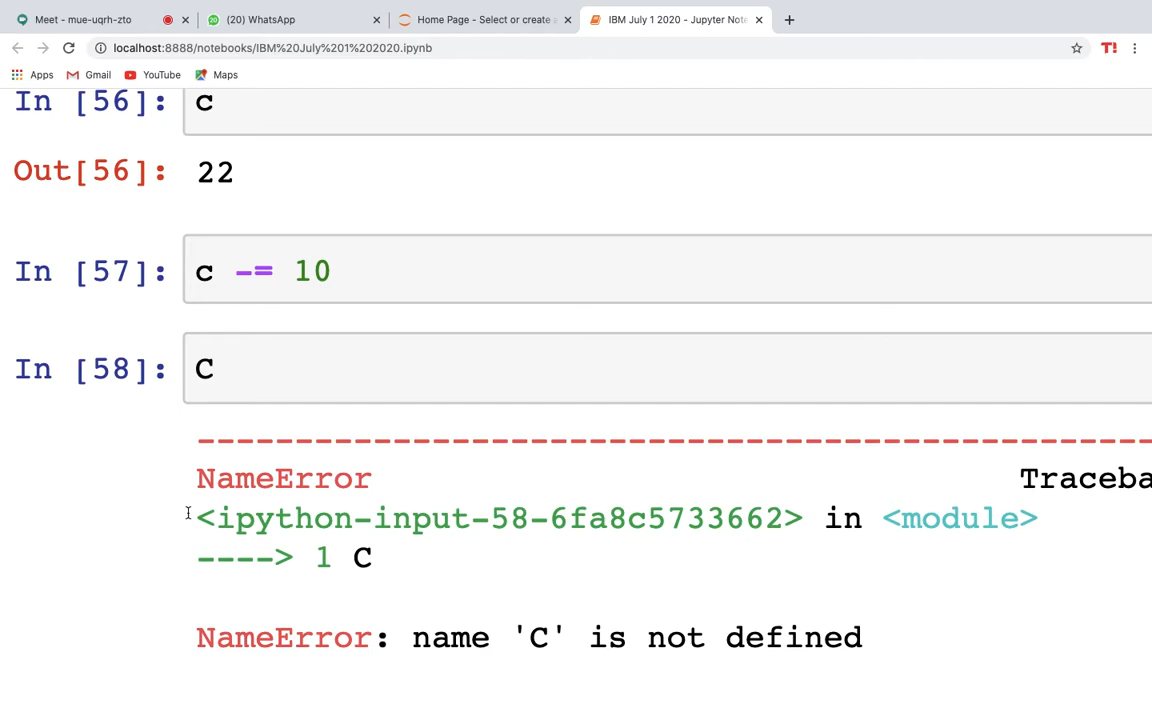 Meet - mue-uqrh-zto
(20) WhatsApp
Home Page - Select or create a
IBM July 1 2020 - Jupyter Note
localhost:8888/notebooks/IBM%20July%201%202020.ipynb
T!
Apps
Gmail
YouTube
Maps
In [56]: c
Out[56]: 22
In [57]: c -= 10
In [58]: C
--------------------------------------------------
NameError Traceba
<ipython-input-58-6fa8c5733662> in <module>
----> 1 C
NameError: name 'C' is not defined